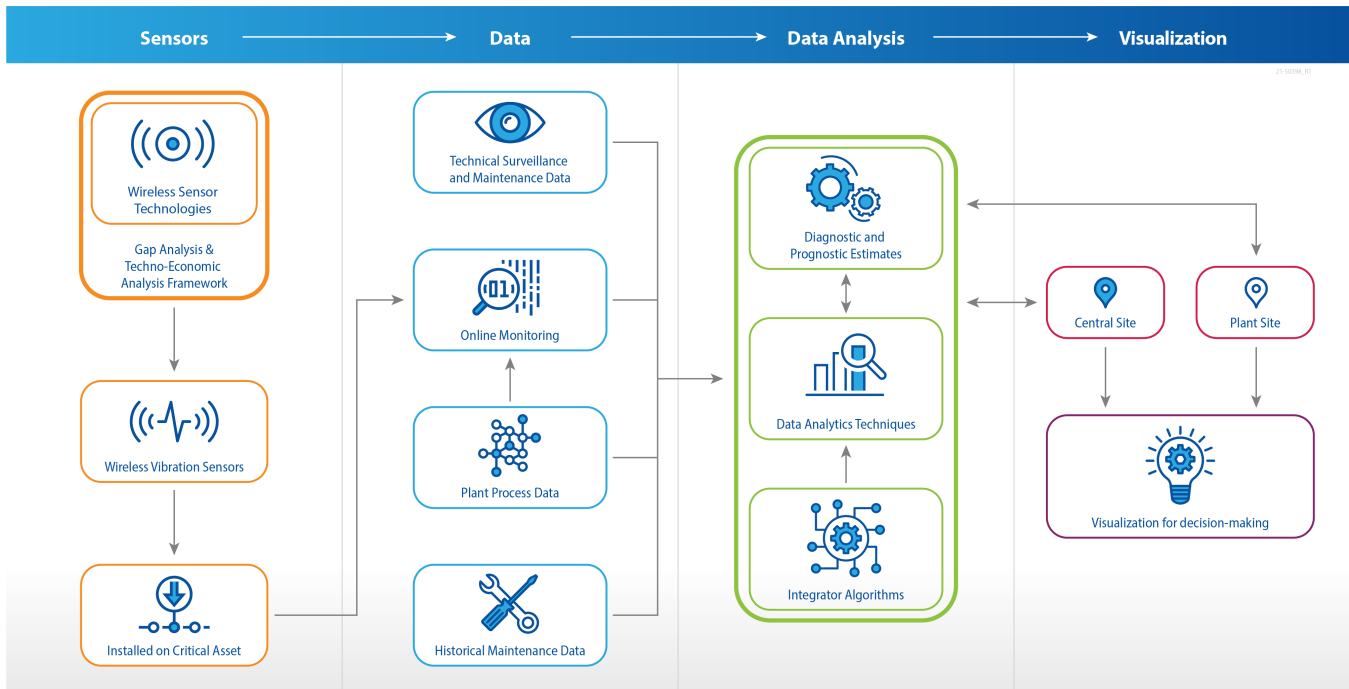 Sensors
Data
Data Analysis
Visualization
Wireless Sensor
Technologies
Gap Analysis &
Techno-Economic
Analysis Framework
Wireless Vibration Sensors
Installed on Critical Asset
Technical Surveillance
and Maintenance Data
01
Online Monitoring
Plant Process Data
Historical Maintenance Data
Diagnostic and
Prognostic Estimates
Data Analytics Techniques
Integrator Algorithms
Central Site
Plant Site
Visualization for decision-making